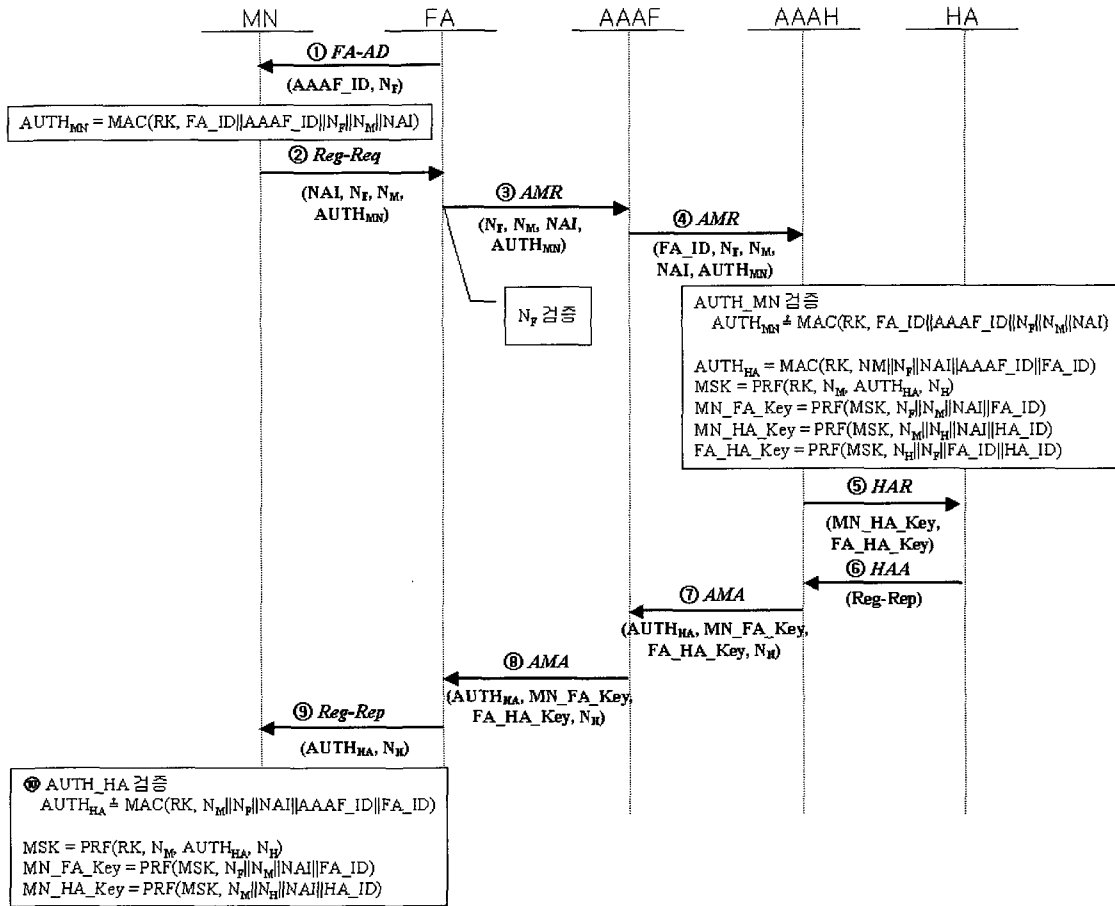 MN FA AAAF AAAH HA
① FA-AD
(AAAF_ID, N_F)
AUTH_MN = MAC(RK, FA_ID||AAAF_ID||N_F||N_M||NAI)
② Reg-Req
(NAI, N_F, N_M,
AUTH_MN)
③ AMR
(N_F, N_M, NAI,
AUTH_MN)
N_F 검증
④ AMR
(FA_ID, N_F, N_M,
NAI, AUTH_MN)
AUTH_MN 검증
AUTH_MN ≟ MAC(RK, FA_ID||AAAF_ID||N_F||N_M||NAI)
AUTH_HA = MAC(RK, NM||N_F||NAI||AAAF_ID||FA_ID)
MSK = PRF(RK, N_M, AUTH_HA, N_H)
MN_FA_Key = PRF(MSK, N_F||N_M||NAI||FA_ID)
MN_HA_Key = PRF(MSK, N_M||N_H||NAI||HA_ID)
FA_HA_Key = PRF(MSK, N_H||N_F||FA_ID||HA_ID)
⑤ HAR
(MN_HA_Key,
FA_HA_Key)
⑥ HAA
(Reg-Rep)
⑦ AMA
(AUTH_HA, MN_FA_Key,
FA_HA_Key, N_H)
⑧ AMA
(AUTH_HA, MN_FA_Key,
FA_HA_Key, N_H)
⑨ Reg-Rep
(AUTH_HA, N_H)
❿ AUTH_HA 검증
AUTH_HA ≟ MAC(RK, N_M||N_F||NAI||AAAF_ID||FA_ID)
MSK = PRF(RK, N_M, AUTH_HA, N_H)
MN_FA_Key = PRF(MSK, N_F||N_M||NAI||FA_ID)
MN_HA_Key = PRF(MSK, N_M||N_H||NAI||HA_ID)